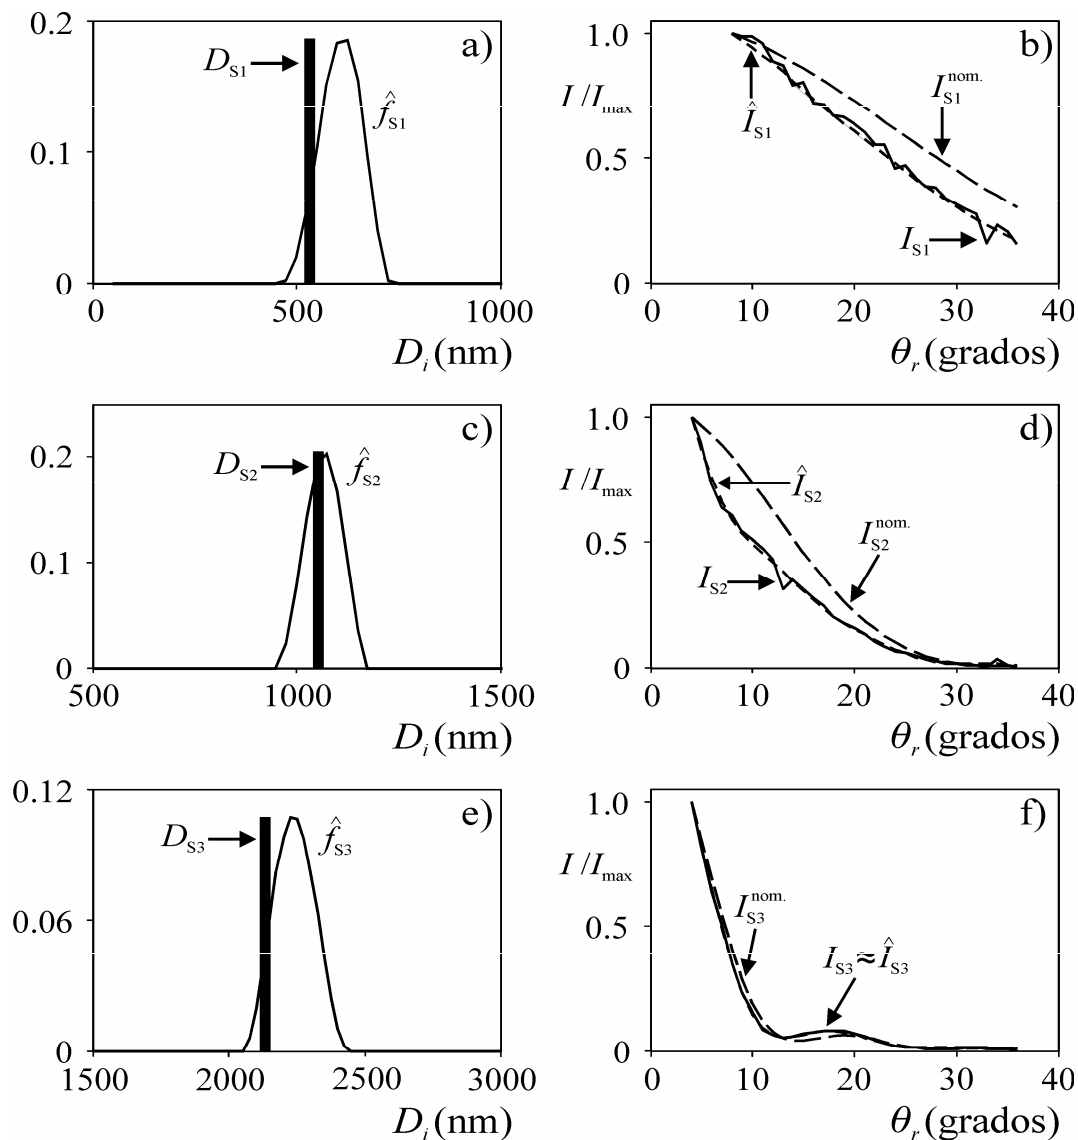 0.2
0.1
0
a)
D_S1
f̂_S1
0
500
1000
D_i (nm)
1.0
I/I_max
0.5
0
b)
Î_S1
I_S1^nom.
I_S1
0
10
20
30
40
θ_r (grados)
0.2
0.1
0
c)
D_S2
f̂_S2
500
1000
1500
D_i (nm)
1.0
I/I_max
0.5
0
d)
Î_S2
I_S2^nom.
I_S2
0
10
20
30
40
θ_r (grados)
0.12
0.06
0
e)
D_S3
f̂_S3
1500
2000
2500
3000
D_i (nm)
1.0
I/I_max
0.5
0
f)
I_S3^nom.
I_S3 ≈ Î_S3
0
10
20
30
40
θ_r (grados)